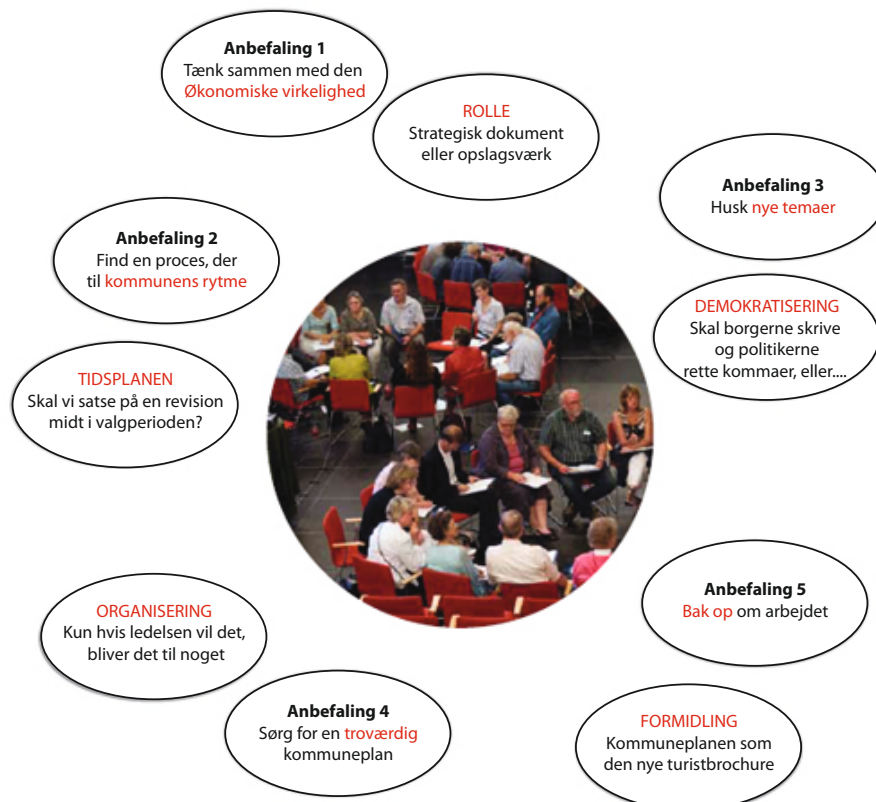 Anbefaling 1
Tænk sammen med den
Økonomiske virkelighed
ROLLE
Strategisk dokument
eller opslagsværk
Anbefaling 3
Husk nye temaer
Anbefaling 2
Find en proces, der
til kommunens rytme
DEMOKRATISERING
Skal borgerne skrive
og politikerne
rette kommaer, eller....
TIDSPLANEN
Skal vi satse på en revision
midt i valgperioden?
ORGANISERING
Kun hvis ledelsen vil det,
bliver det til noget
Anbefaling 5
Bak op om arbejdet
Anbefaling 4
Sørg for en troværdig
kommuneplan
FORMIDLING
Kommuneplanen som
den nye turistbrochure